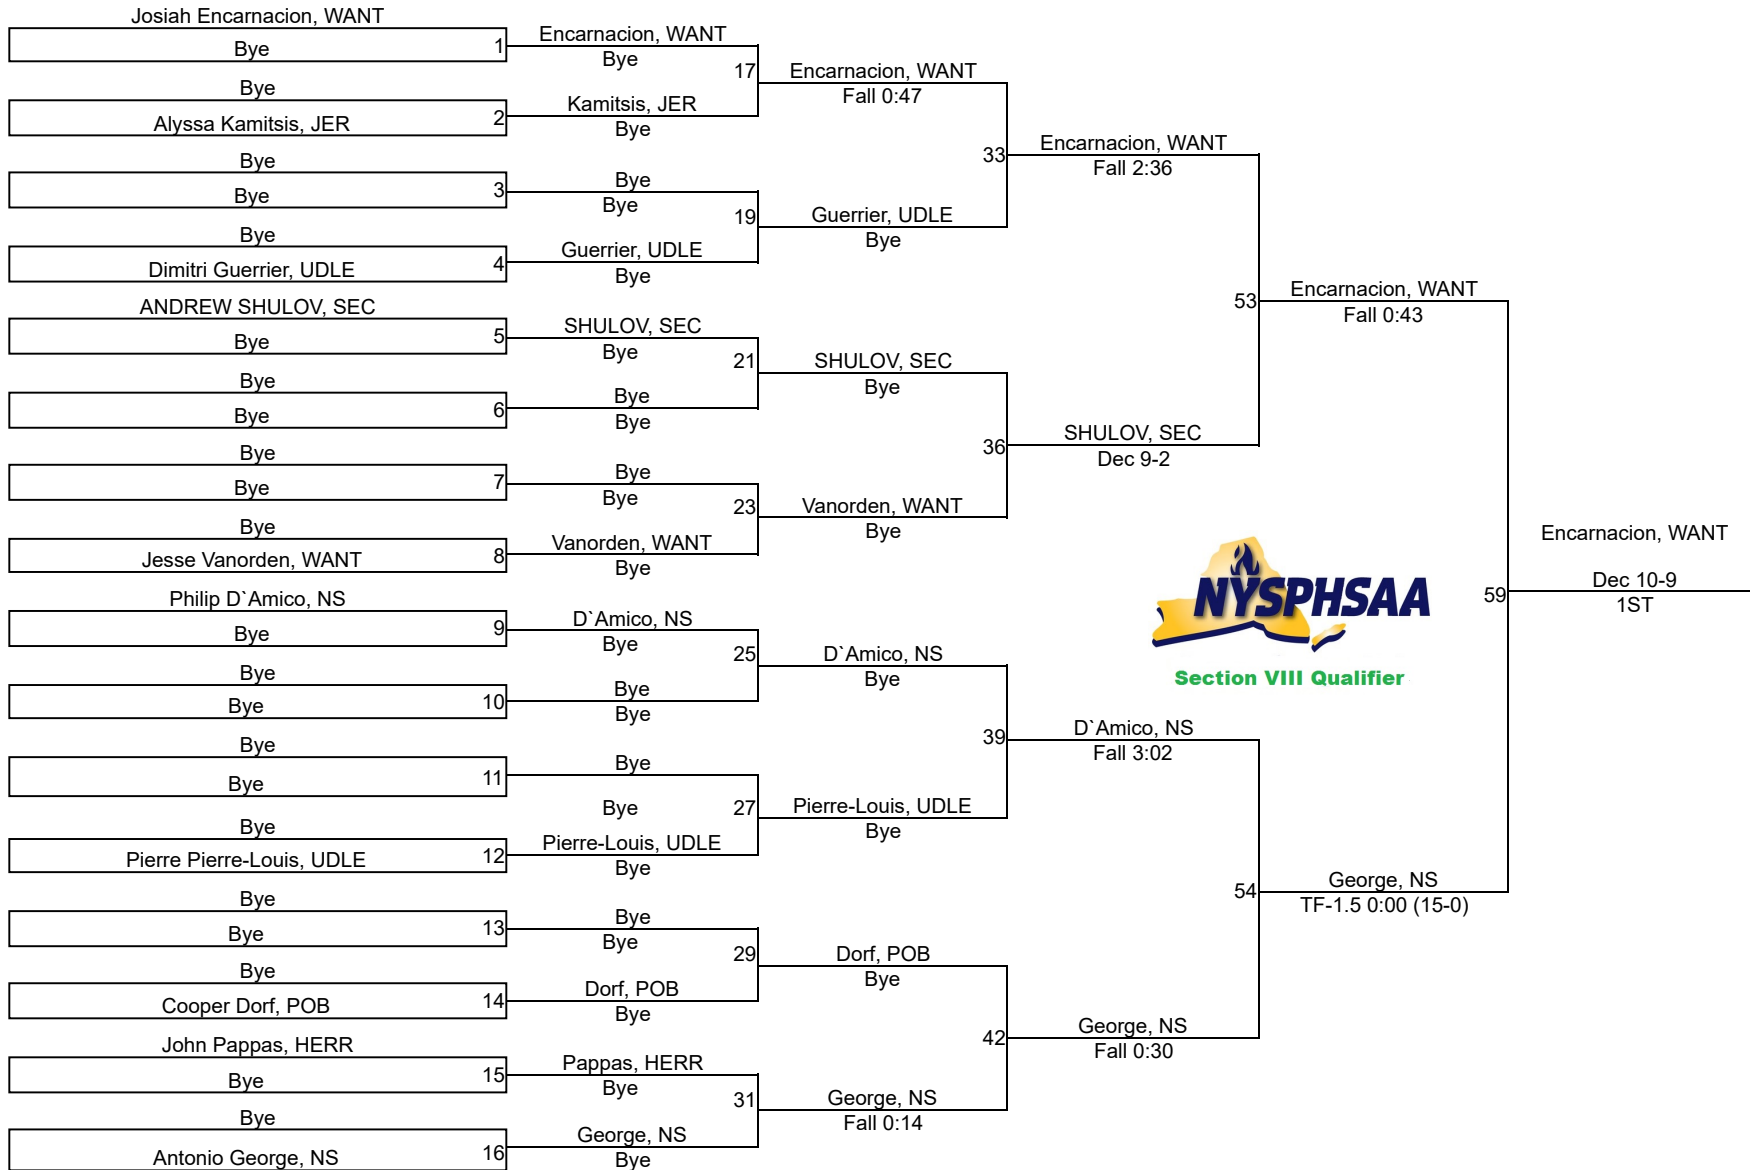 Josiah Encarnacion, WANT
Bye
1
Bye
Alyssa Kamitsis, JER
2
Bye
Bye
3
Bye
Dimitri Guerrier, UDLE
4
ANDREW SHULOV, SEC
Bye
5
Bye
Bye
6
Bye
Bye
7
Bye
Jesse Vanorden, WANT
8
Philip D`Amico, NS
Bye
9
Bye
Bye
10
Bye
Bye
11
Bye
Pierre Pierre-Louis, UDLE
12
Bye
Bye
13
Bye
Cooper Dorf, POB
14
John Pappas, HERR
Bye
15
Bye
Antonio George, NS
16
Encarnacion, WANT
Bye
17
Kamitsis, JER
Bye
Bye
Bye
19
Guerrier, UDLE
Bye
SHULOV, SEC
Bye
21
Bye
Bye
Bye
Bye
23
Vanorden, WANT
Bye
D`Amico, NS
Bye
25
Bye
Bye
Bye
Bye
27
Pierre-Louis, UDLE
Bye
Bye
Bye
29
Dorf, POB
Bye
Pappas, HERR
Bye
31
George, NS
Bye
Encarnacion, WANT
Fall 0:47
33
Guerrier, UDLE
Bye
SHULOV, SEC
Bye
36
Vanorden, WANT
Bye
D`Amico, NS
Bye
39
Pierre-Louis, UDLE
Bye
Dorf, POB
Bye
42
George, NS
Fall 0:14
Encarnacion, WANT
Fall 2:36
53
SHULOV, SEC
Dec 9-2
D`Amico, NS
Fall 3:02
54
George, NS
Fall 0:30
Encarnacion, WANT
Fall 0:43
59
George, NS
TF-1.5 0:00 (15-0)
Encarnacion, WANT
Dec 10-9
1ST
NYSPHSAA
Section VIII Qualifier